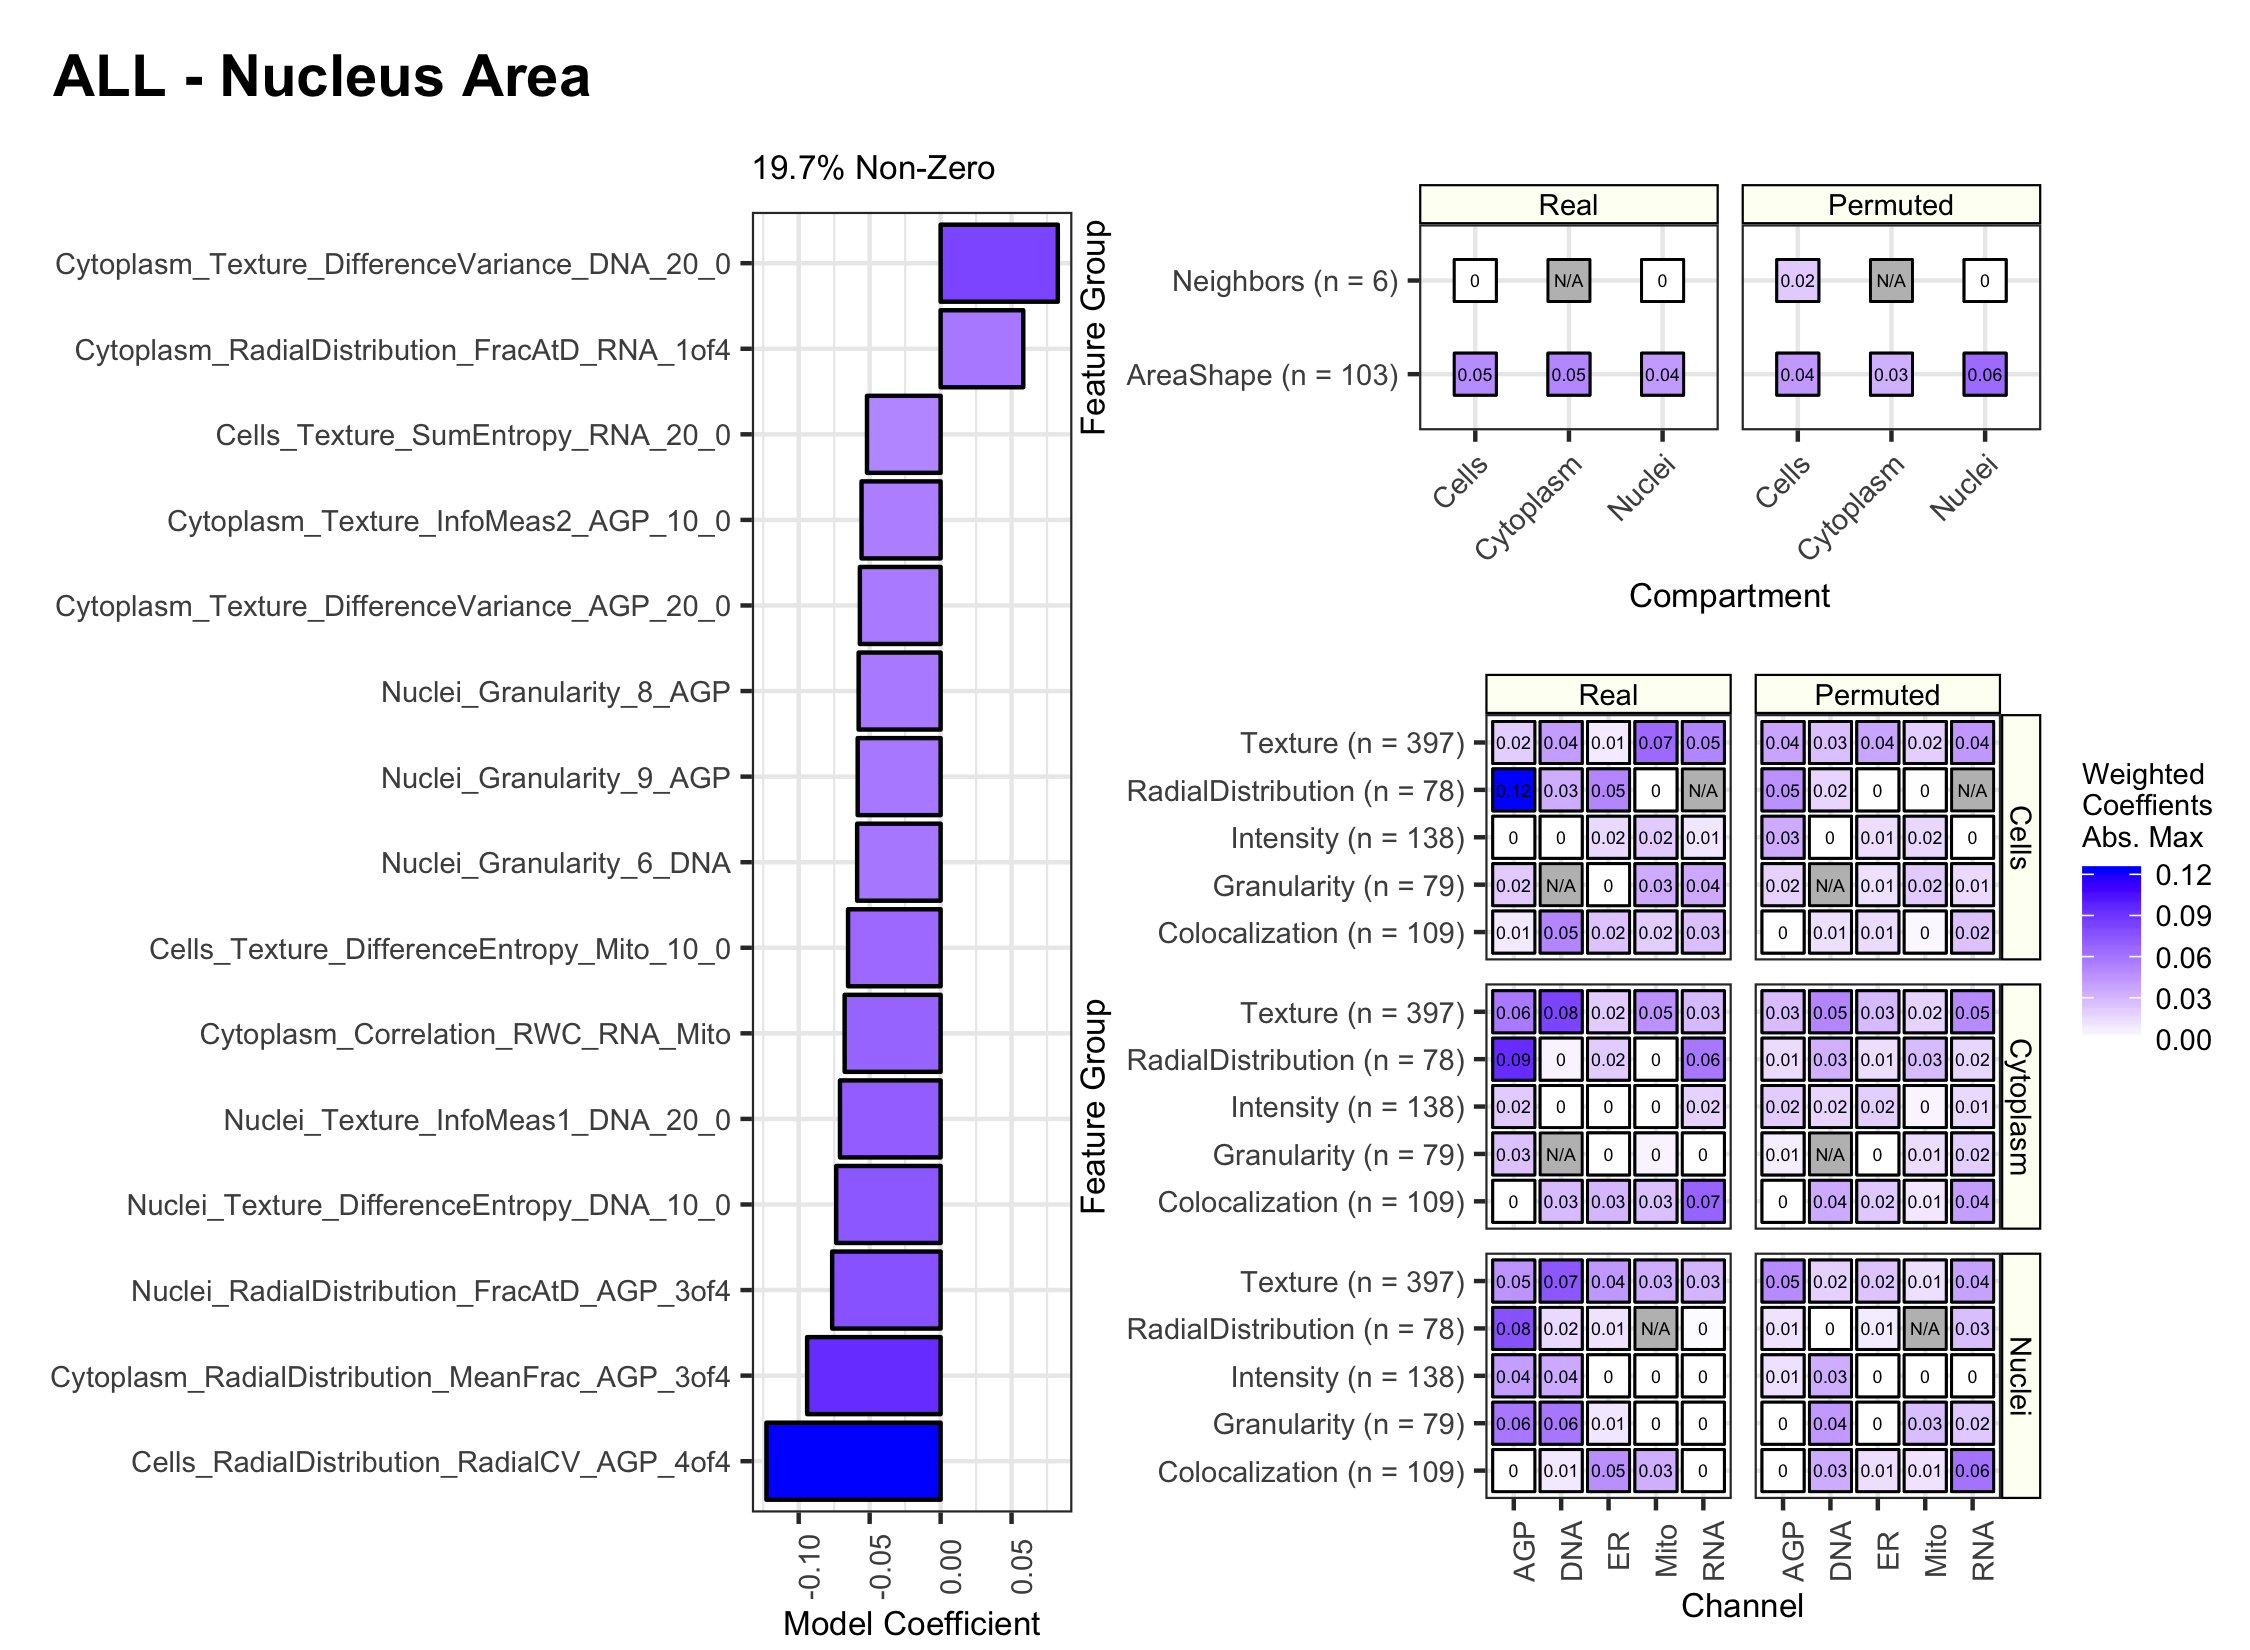 ALL - Nucleus Area
19.7% Non-Zero
Cytoplasm_Texture_DifferenceVariance_DNA_20_0
Cytoplasm_RadialDistribution_FracAtD_RNA_1of4
Cells_Texture_SumEntropy_RNA_20_0
Cytoplasm_Texture_InfoMeas2_AGP_10_0
Cytoplasm_Texture_DifferenceVariance_AGP_20_0
Nuclei_Granularity_8_AGP
Nuclei_Granularity_9_AGP
Nuclei_Granularity_6_DNA
Cells_Texture_DifferenceEntropy_Mito_10_0
Cytoplasm_Correlation_RWC_RNA_Mito
Nuclei_Texture_InfoMeas1_DNA_20_0
Nuclei_Texture_DifferenceEntropy_DNA_10_0
Nuclei_RadialDistribution_FracAtD_AGP_3of4
Cytoplasm_RadialDistribution_MeanFrac_AGP_3of4
Cells_RadialDistribution_RadialCV_AGP_4of4
-0.10 -0.05 0.00 0.05
Model Coefficient
Feature Group
Real Permuted
Neighbors (n = 6) 0 N/A 0 0.02 N/A 0
AreaShape (n = 103) 0.05 0.05 0.04 0.04 0.03 0.06
Cells Cytoplasm Nuclei Cells Cytoplasm Nuclei
Compartment
Feature Group
Real Permuted
Texture (n = 397) 0.02 0.04 0.01 0.07 0.05 0.04 0.03 0.04 0.02 0.04
RadialDistribution (n = 78) 0.12 0.03 0.05 0 N/A 0.05 0.02 0 0 N/A
Intensity (n = 138) 0 0 0.02 0.02 0.01 0.03 0 0.01 0.02 0
Granularity (n = 79) 0.02 N/A 0 0.03 0.04 0.02 N/A 0.01 0.02 0.01
Colocalization (n = 109) 0.01 0.05 0.02 0.02 0.03 0 0.01 0.01 0 0.02
Cells
Texture (n = 397) 0.06 0.08 0.02 0.05 0.03 0.03 0.05 0.03 0.02 0.05
RadialDistribution (n = 78) 0.09 0 0.02 0 0.06 0.01 0.03 0.01 0.03 0.02
Intensity (n = 138) 0.02 0 0 0 0.02 0.02 0.02 0.02 0 0.01
Granularity (n = 79) 0.03 N/A 0 0 0 0.01 N/A 0 0.01 0.02
Colocalization (n = 109) 0 0.03 0.03 0.03 0.07 0 0.04 0.02 0.01 0.04
Cytoplasm
Texture (n = 397) 0.05 0.07 0.04 0.03 0.03 0.05 0.02 0.02 0.01 0.04
RadialDistribution (n = 78) 0.08 0.02 0.01 N/A 0 0.01 0 0.01 N/A 0.03
Intensity (n = 138) 0.04 0.04 0 0 0 0.01 0.03 0 0 0
Granularity (n = 79) 0.06 0.06 0.01 0 0 0 0.04 0 0.03 0.02
Colocalization (n = 109) 0 0.01 0.05 0.03 0 0 0.03 0.01 0.01 0.06
Nuclei
AGP DNA ER Mito RNA AGP DNA ER Mito RNA
Channel
Weighted
Coeffients
Abs. Max
0.12
0.09
0.06
0.03
0.00